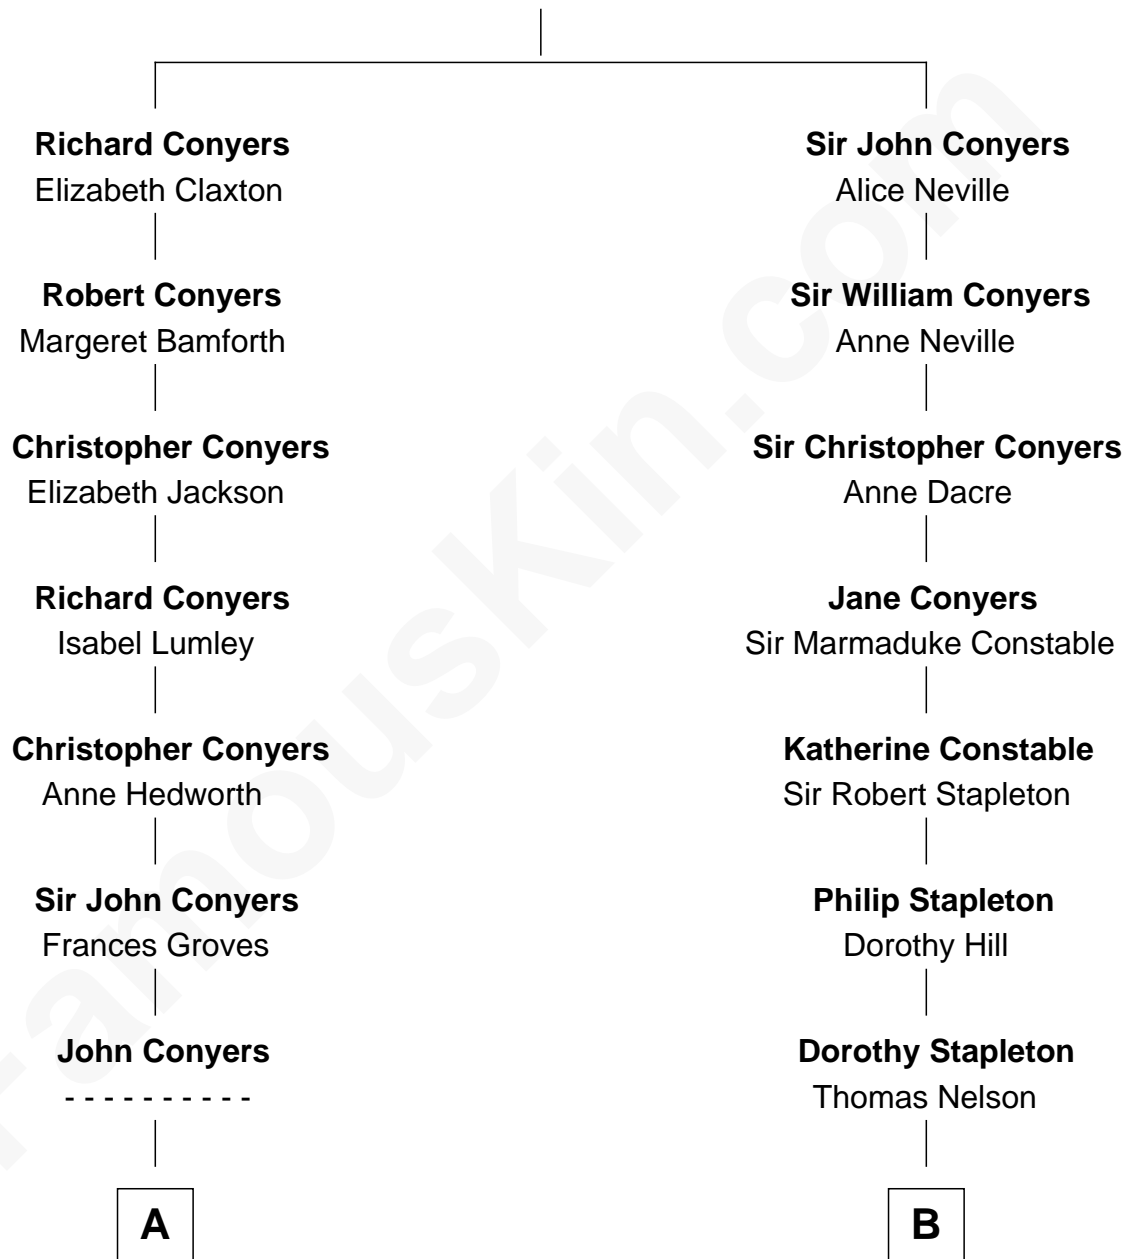 Richard Conyers
Elizabeth Claxton
Robert Conyers
Margeret Bamforth
Christopher Conyers
Elizabeth Jackson
Richard Conyers
Isabel Lumley
Christopher Conyers
Anne Hedworth
Sir John Conyers
Frances Groves
John Conyers
- - - - - - - - - -
A
Sir John Conyers
Alice Neville
Sir William Conyers
Anne Neville
Sir Christopher Conyers
Anne Dacre
Jane Conyers
Sir Marmaduke Constable
Katherine Constable
Sir Robert Stapleton
Philip Stapleton
Dorothy Hill
Dorothy Stapleton
Thomas Nelson
B
FamousKin.com